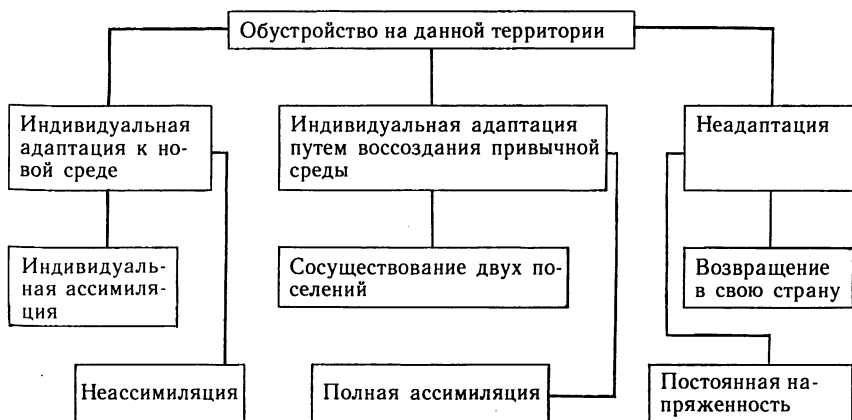 Обустройство на данной территории
Индивидуальная
адаптация к но-
вой среде
Индивидуальная адаптация
путем воссоздания привычной
среды
Неадаптация
Индивидуаль-
ная ассимиля-
ция
Сосуществование двух по-
селений
Возвращение
в свою страну
Неассимиляция
Полная ассимиляция
Постоянная на-
пряженность